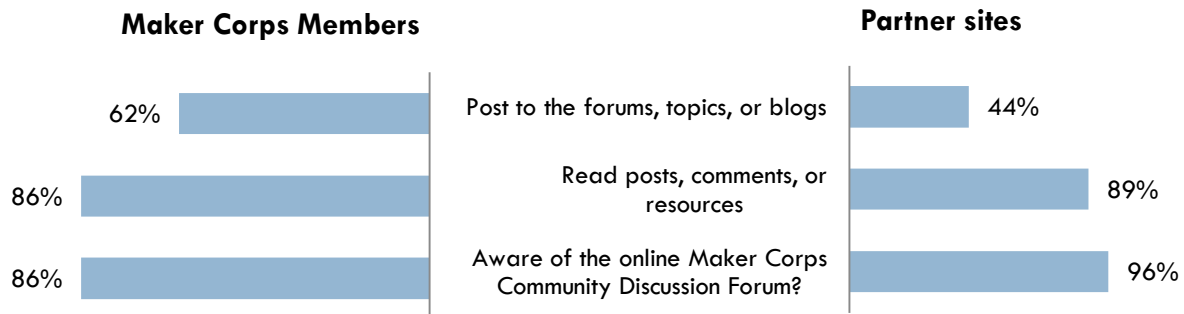 Maker Corps Members
Partner sites
62%
Post to the forums, topics, or blogs
44%
86%
Read posts, comments, or
resources
89%
86%
Aware of the online Maker Corps
Community Discussion Forum?
96%